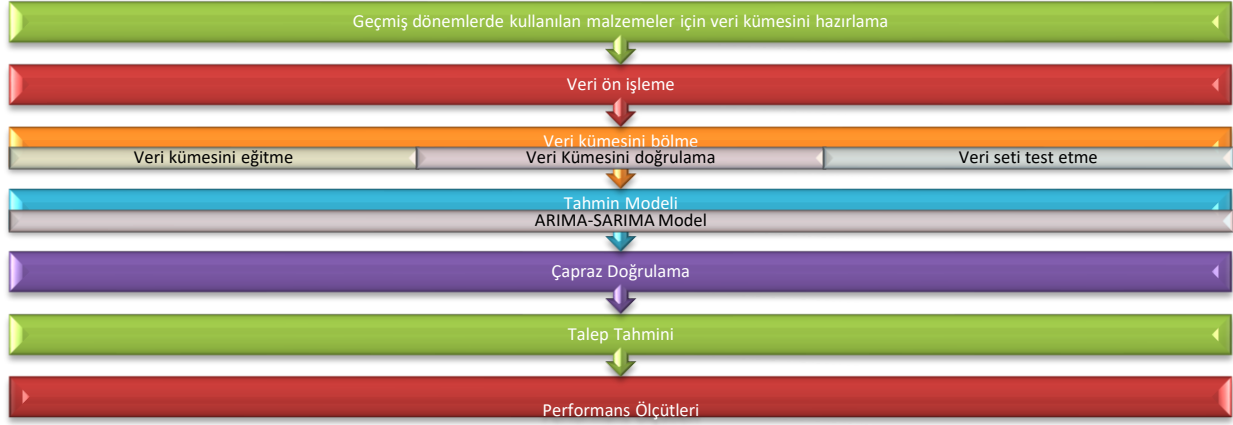 Geçmiş dönemlerde kullanılan malzemeler için veri kümesini hazırlama
Veri ön işleme
Veri kümesini bölme
Veri kümesini eğitme
Veri Kümesini doğrulama
Veri seti test etme
Tahmin Modeli
ARIMA-SARIMA Model
Çapraz Doğrulama
Talep Tahmini
Performans Ölçütleri